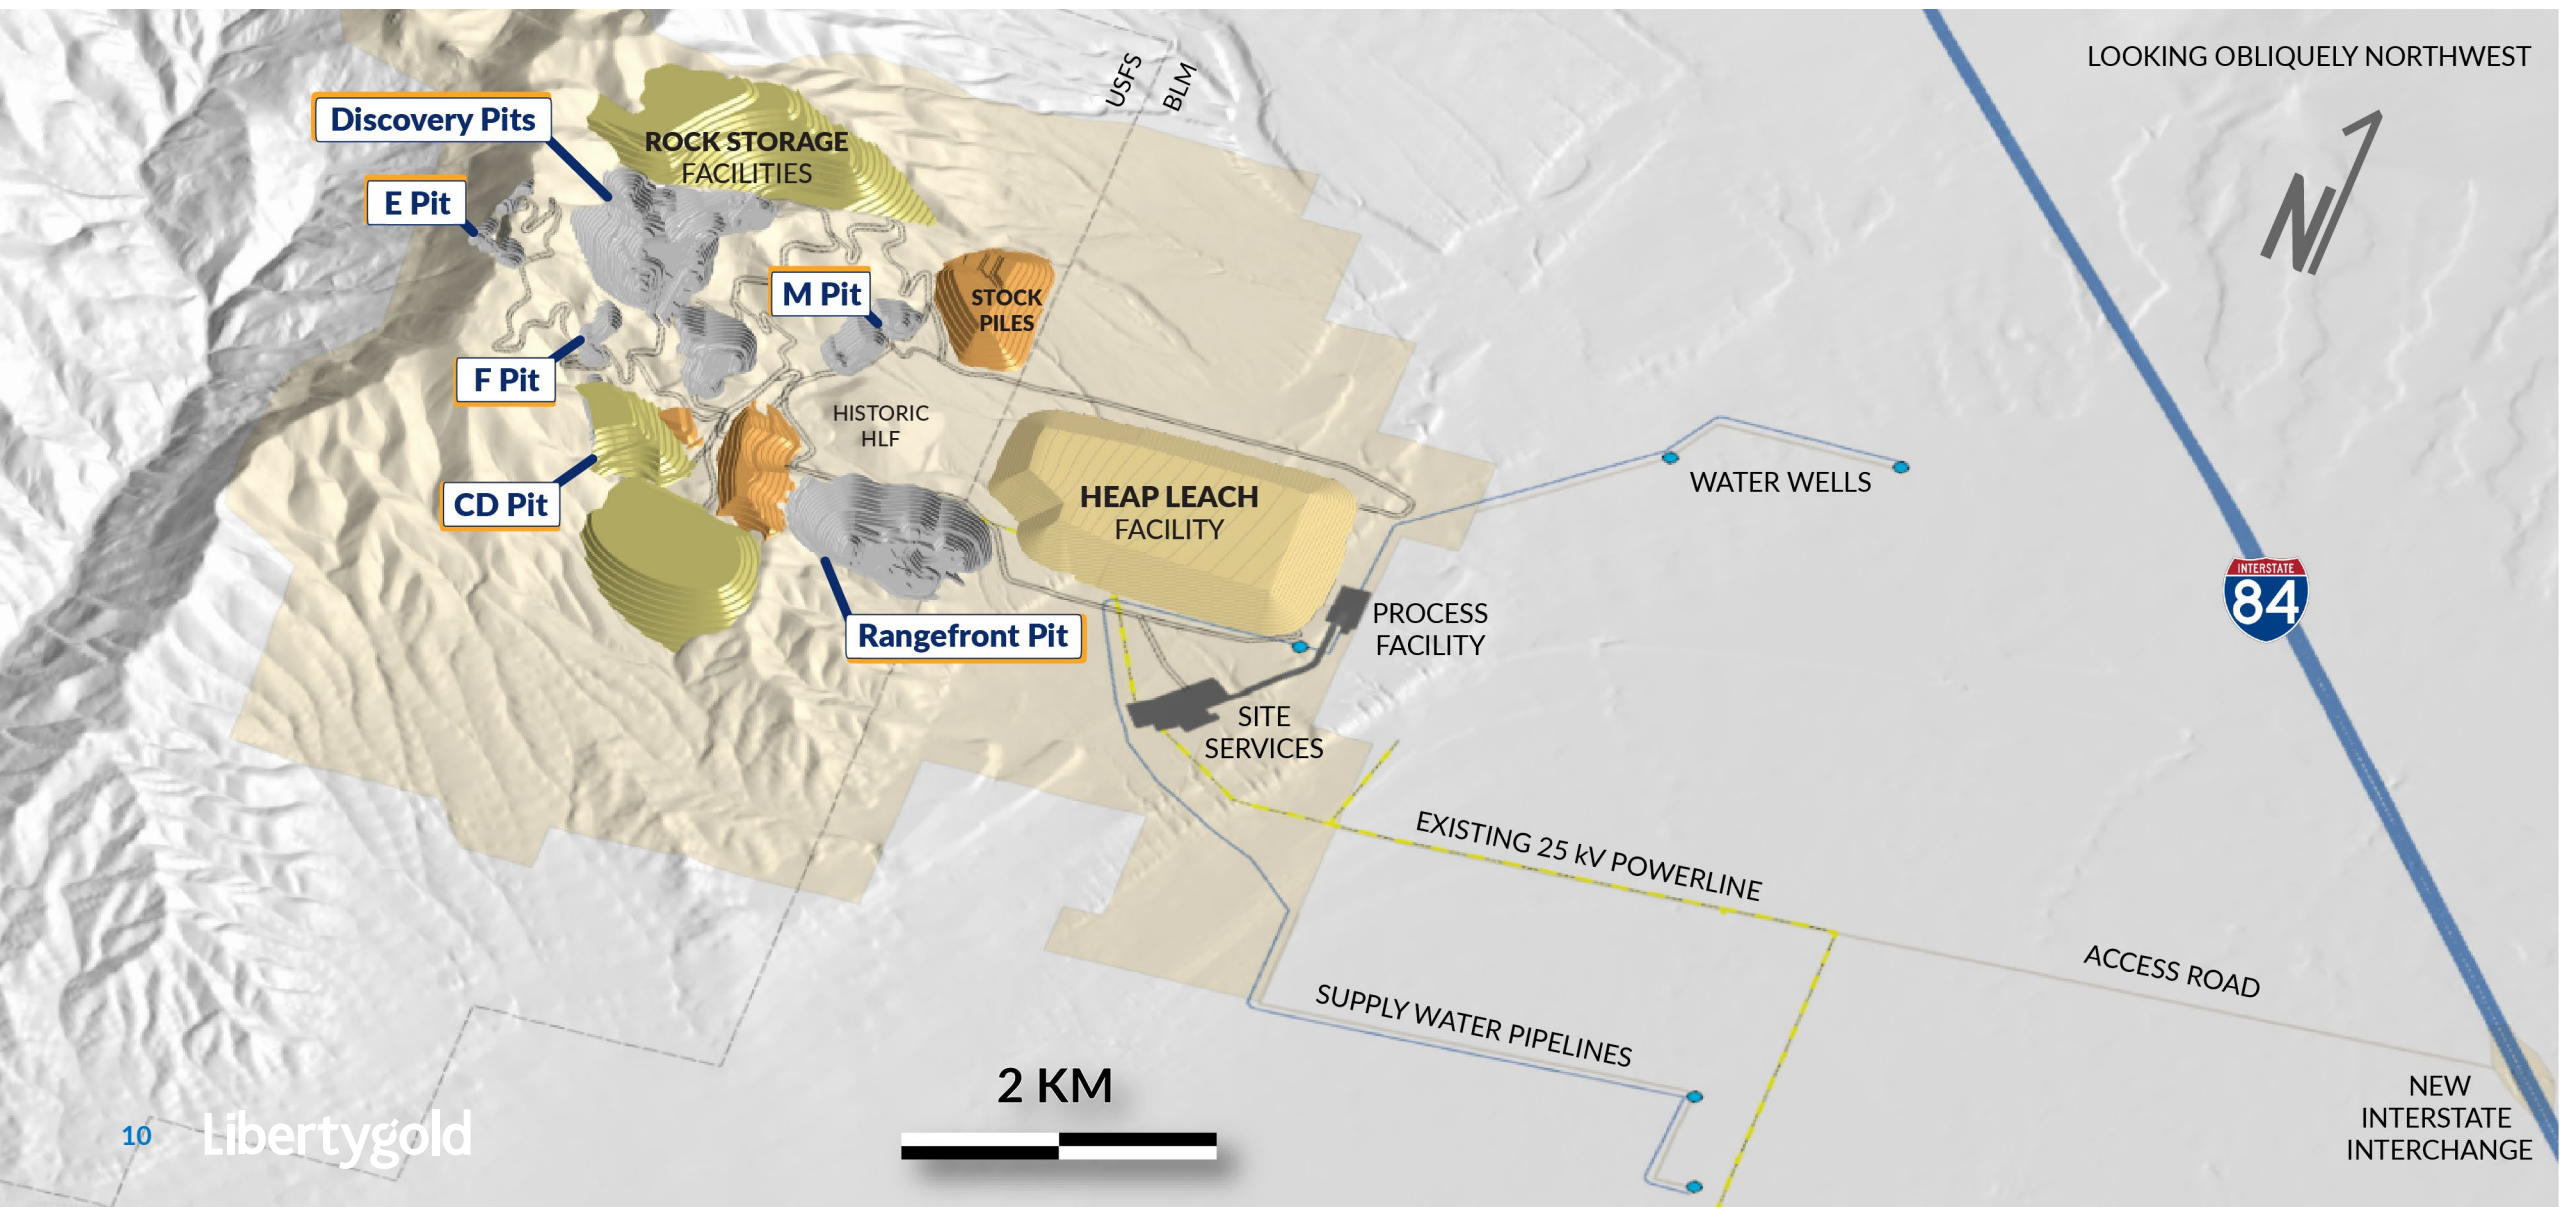 LOOKING OBLIQUELY NORTHWEST
N
USFS
BLM
Discovery Pits
ROCK STORAGE
FACILITIES
E Pit
M Pit
STOCK
PILES
F Pit
HISTORIC
HLF
CD Pit
HEAP LEACH
FACILITY
WATER WELLS
INTERSTATE
84
Rangefront Pit
PROCESS
FACILITY
SITE
SERVICES
EXISTING 25 kV POWERLINE
ACCESS ROAD
SUPPLY WATER PIPELINES
2 KM
NEW
INTERSTATE
INTERCHANGE
10
Libertygold